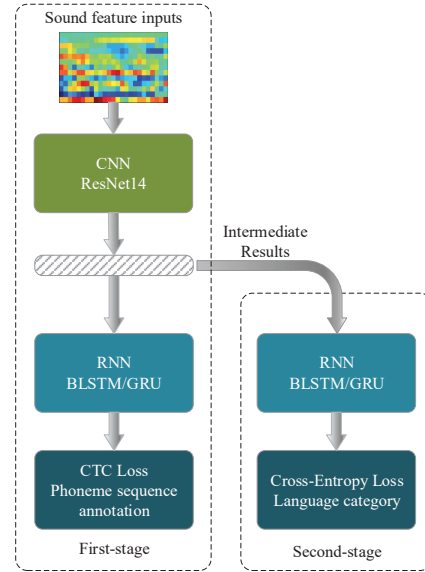 Sound feature inputs
CNN
ResNet14
Intermediate
Results
RNN
BLSTM/GRU
RNN
BLSTM/GRU
CTC Loss
Phoneme sequence
annotation
Cross-Entropy Loss
Language category
First-stage
Second-stage